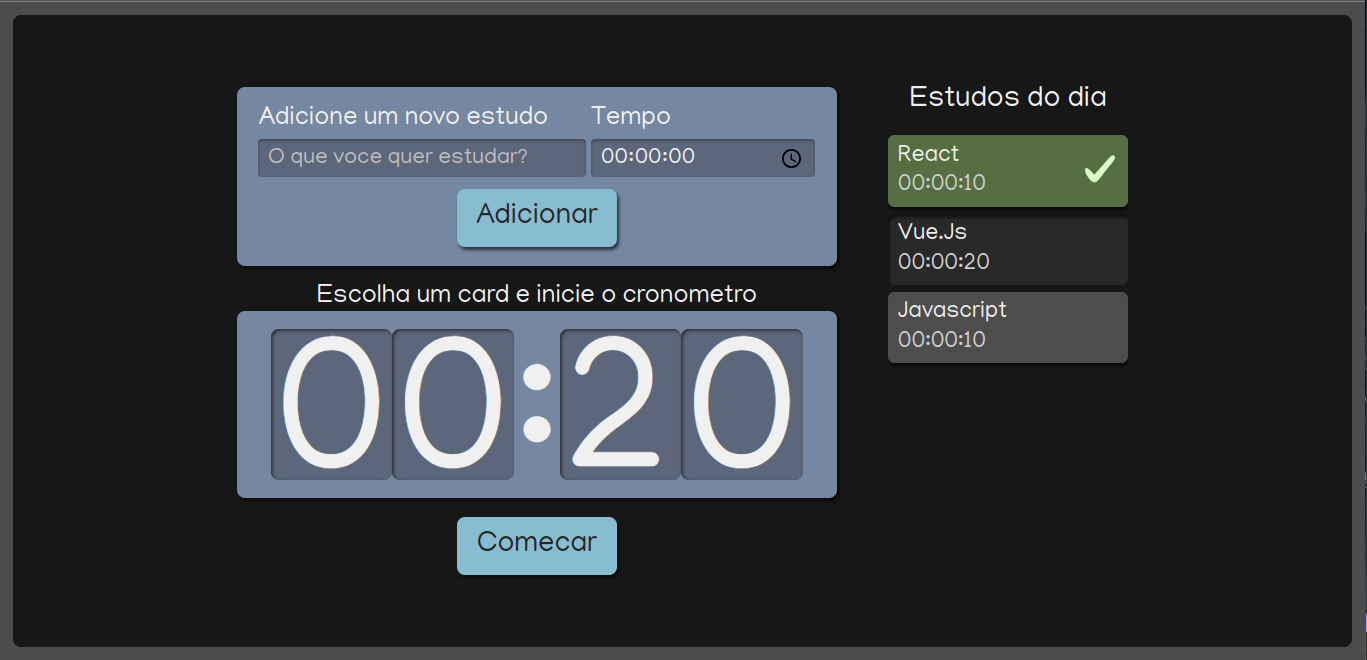 Adicione um novo estudo
Tempo
O que voce quer estudar?
00:00:00
Adicionar
Escolha um card e inicie o cronometro
00:20
Comecar
Estudos do dia
React
00:00:10
Vue.Js
00:00:20
Javascript
00:00:10